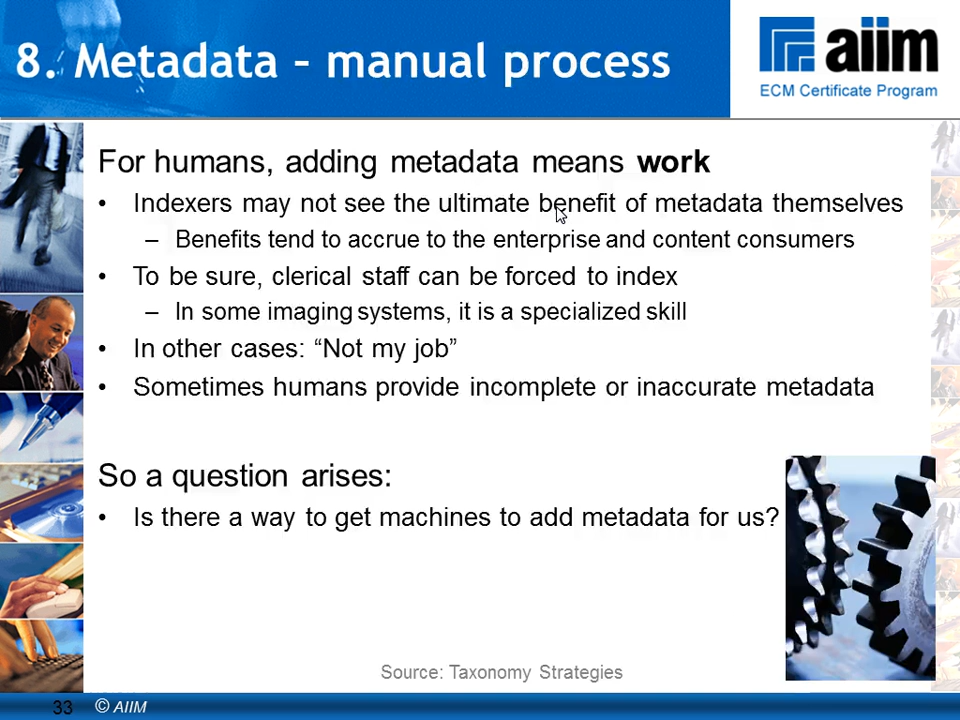 8. Metadata – manual process
aiim
ECM Certificate Program
For humans, adding metadata means work
• Indexers may not see the ultimate benefit of metadata themselves
– Benefits tend to accrue to the enterprise and content consumers
• To be sure, clerical staff can be forced to index
– In some imaging systems, it is a specialized skill
• In other cases: “Not my job”
• Sometimes humans provide incomplete or inaccurate metadata
So a question arises:
• Is there a way to get machines to add metadata for us?
Source: Taxonomy Strategies
33 © AIIM